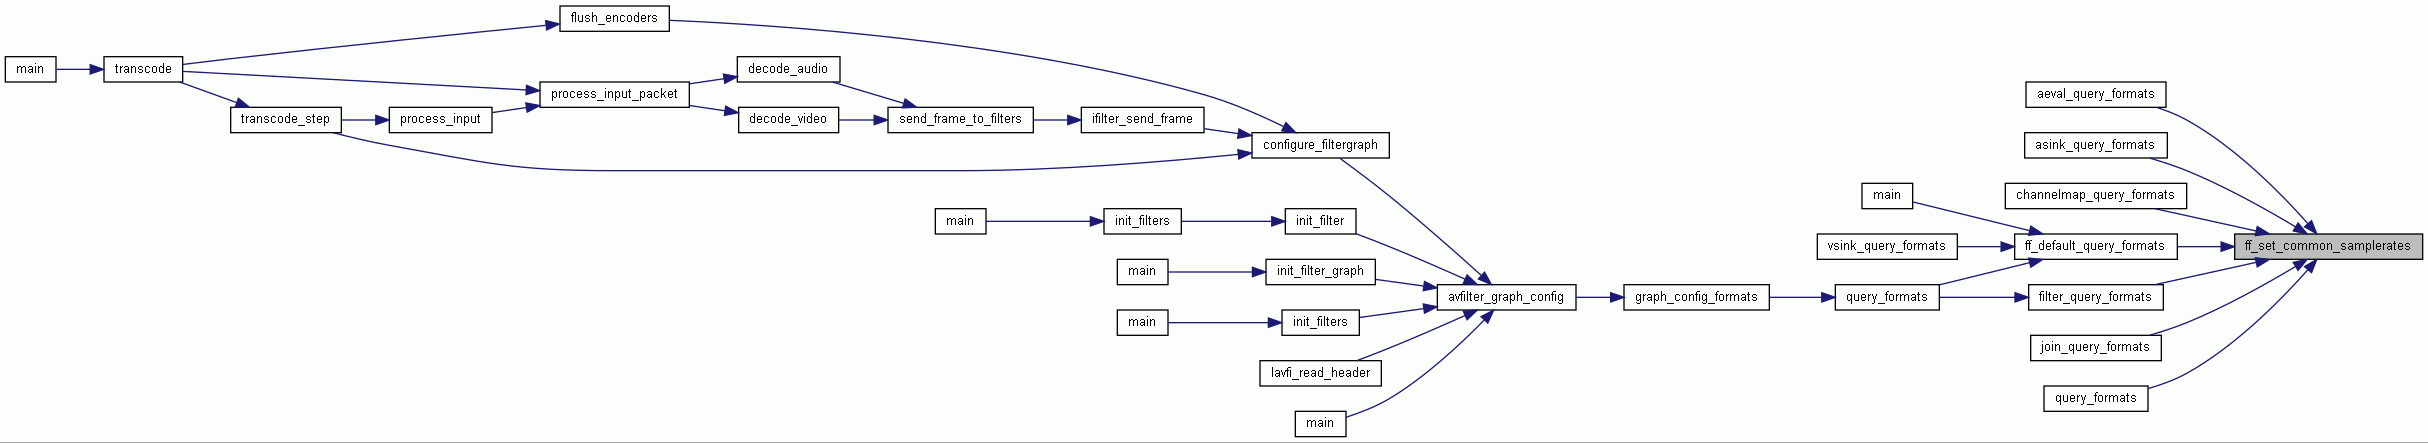 flush_encoders
main
transcode
decode_audio
process_input_packet
aeval_query_formats
transcode_step
process_input
decode_video
send_frame_to_filters
ifilter_send_frame
configure_filtergraph
asink_query_formats
main
channelmap_query_formats
main
init_filters
init_filter
vsink_query_formats
ff_default_query_formats
ff_set_common_samplerates
main
init_filter_graph
avfilter_graph_config
graph_config_formats
query_formats
filter_query_formats
main
init_filters
join_query_formats
lavfi_read_header
query_formats
main